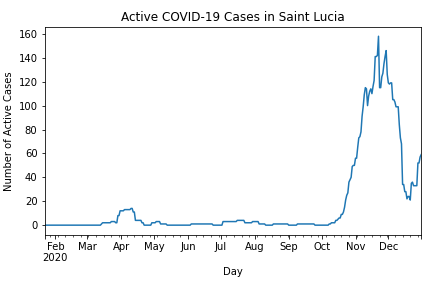 Active COVID-19 Cases in Saint Lucia
Number of Active Cases
160
140
120
100
80
60
40
20
0
Feb Mar Apr May Jun Jul Aug Sep Oct Nov Dec
2020
Day